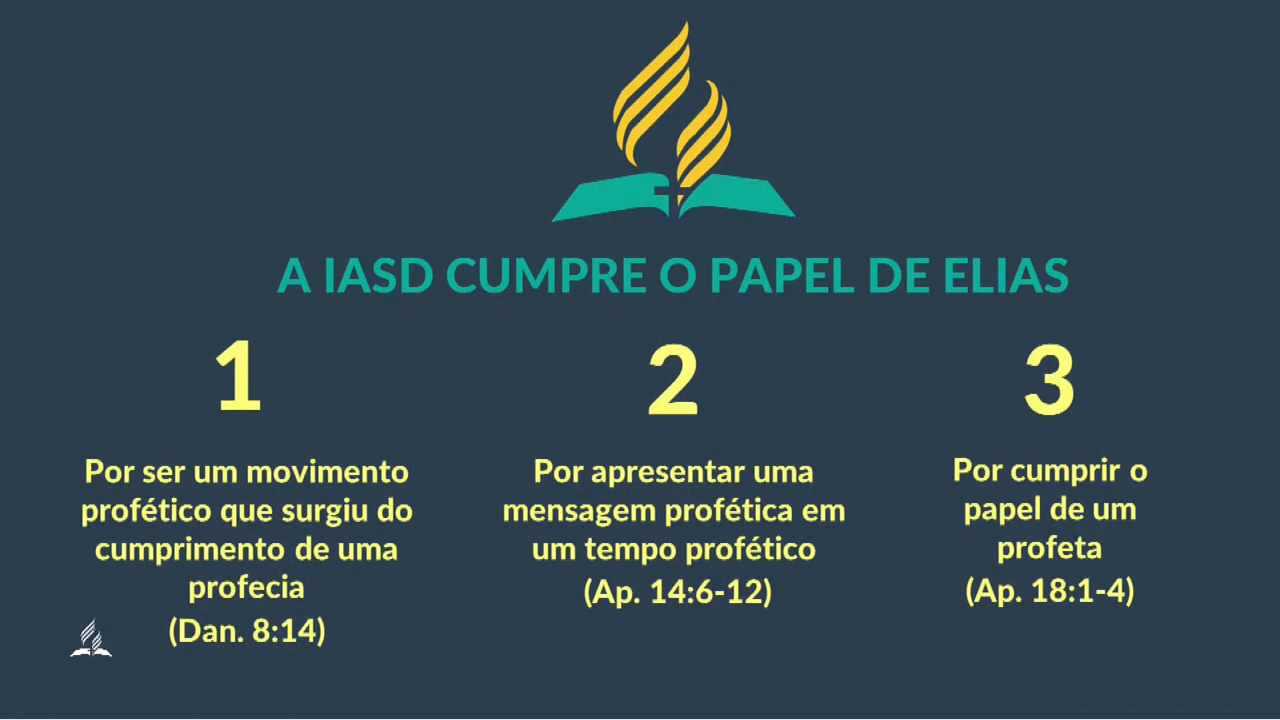 A IASD CUMPRE O PAPEL DE ELIAS
1
Por ser um movimento
profético que surgiu do
cumprimento de uma
profecia
(Dan. 8:14)
2
Por apresentar uma
mensagem profética em
um tempo profético
(Ap. 14:6-12)
3
Por cumprir o
papel de um
profeta
(Ap. 18:1-4)